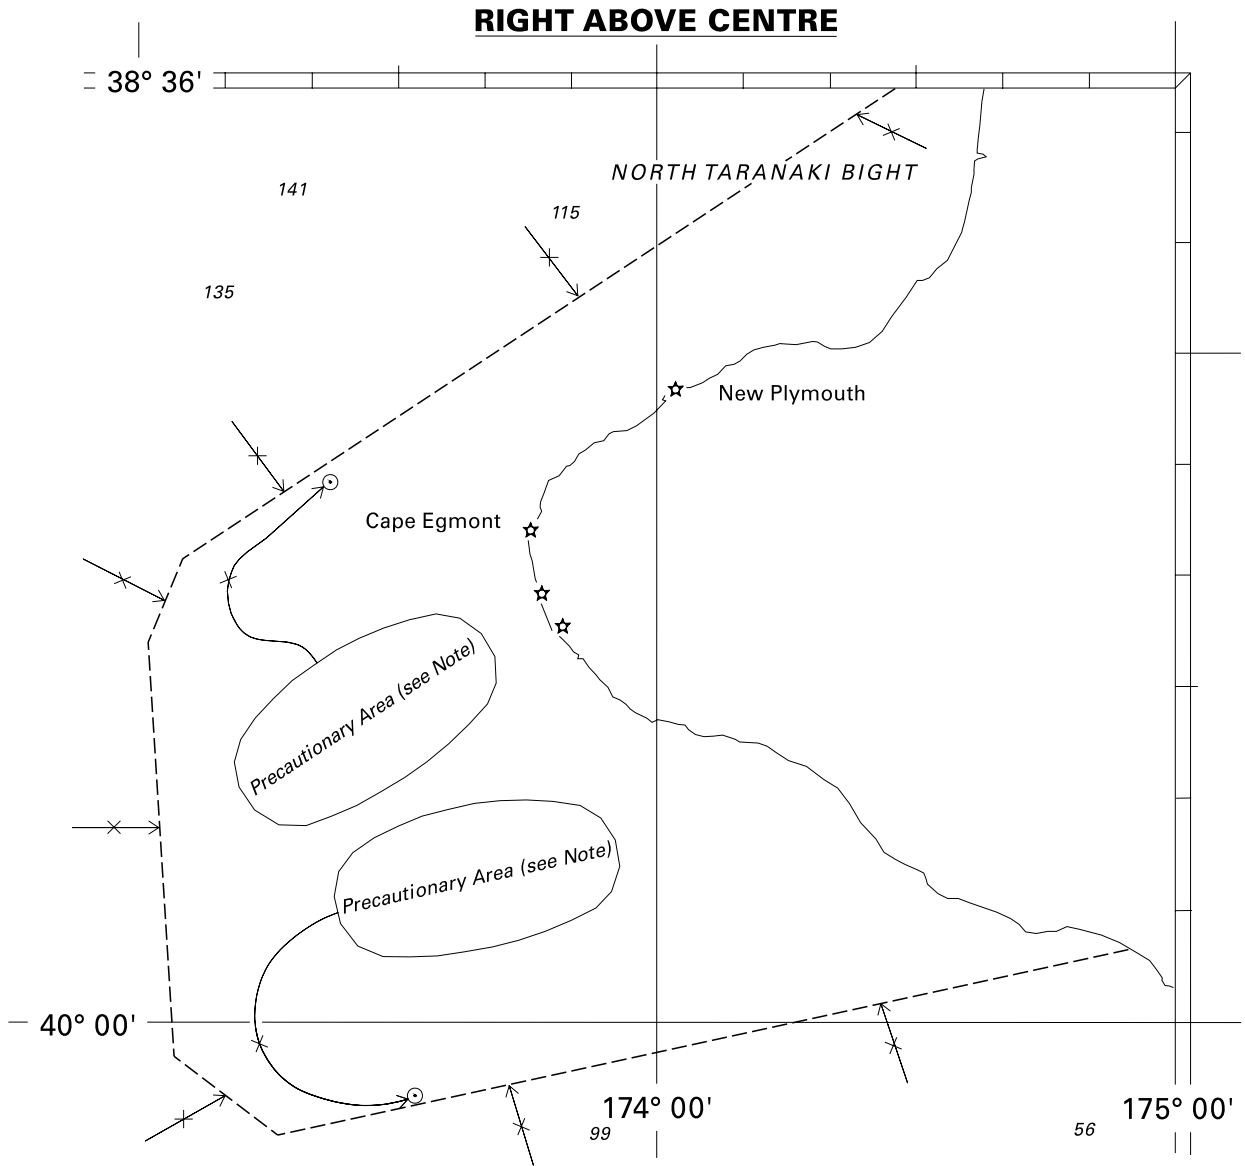 RIGHT ABOVE CENTRE
38° 36'
NORTH TARANAKI BIGHT
141
115
135
New Plymouth
Cape Egmont
Precautionary Area (see Note)
Precautionary Area (see Note)
40° 00'
174° 00'
175° 00'
99
56